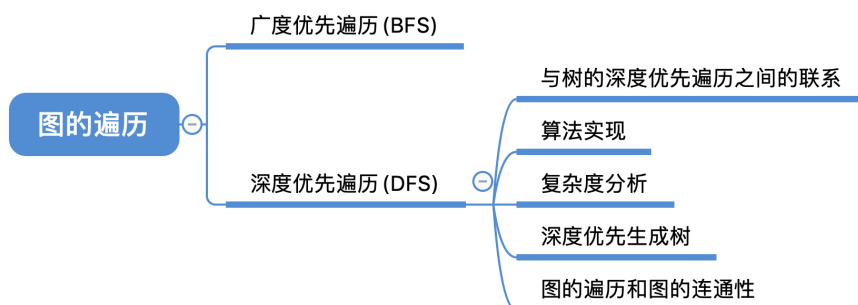 图的遍历
广度优先遍历(BFS)
深度优先遍历(DFS)
与树的深度优先遍历之间的联系
算法实现
复杂度分析
深度优先生成树
图的遍历和图的连通性